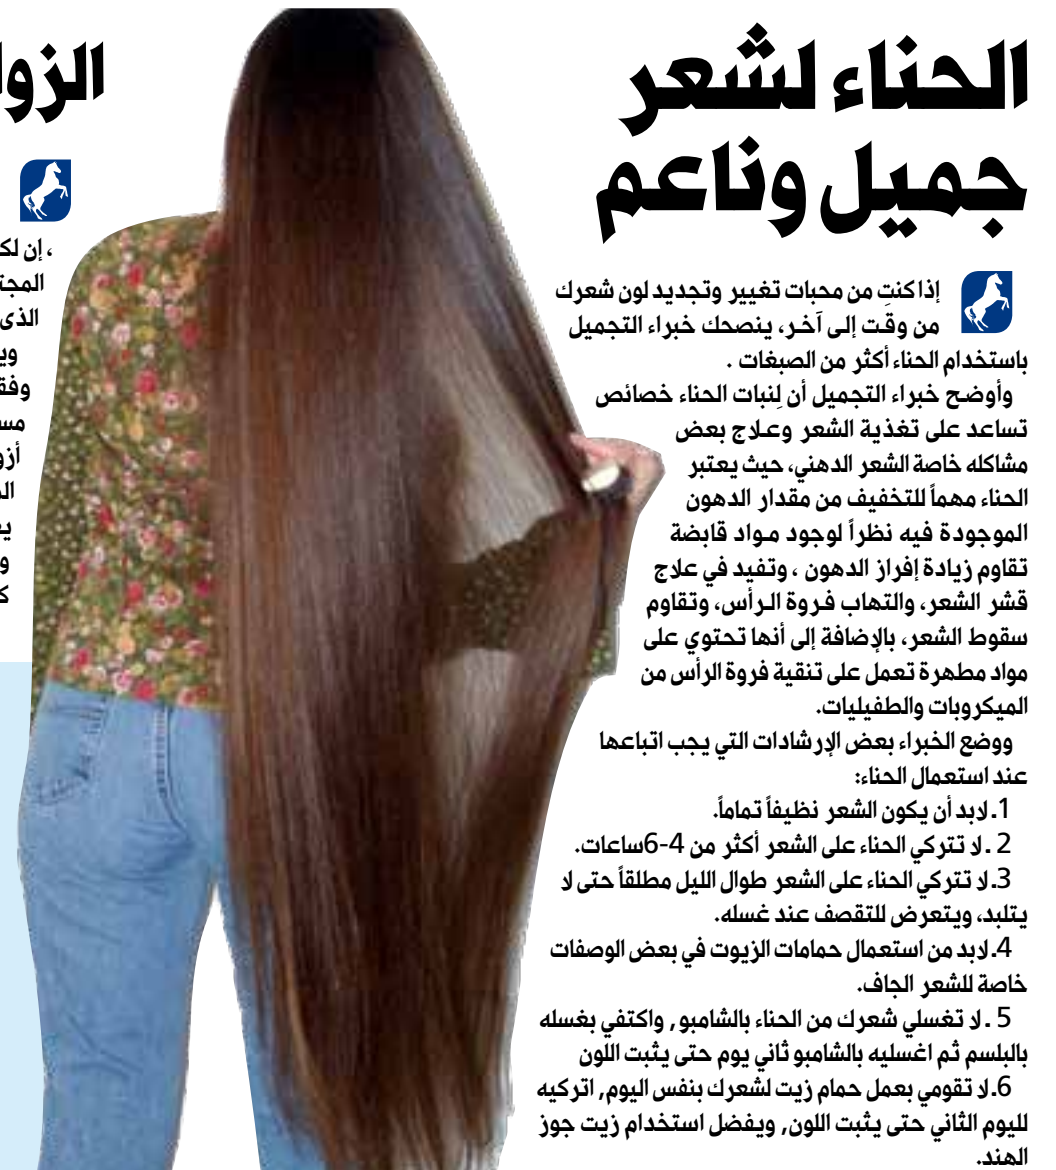 الحناء لشعر
جميل وناعم
إذا كنتِ من محبات تغيير وتجديد لون شعرك
من وقت إلى آخر، ينصحك خبراء التجميل
باستخدام الحناء أكثر من الصبغات .
وأوضح خبراء التجميل أن لِنبات الحناء خصائص
تساعد على تغذية الشعر وعلاج بعض
مشاكله خاصة الشعر الدهني، حيث يعتبر
الحناء مهماً للتخفيف من مقدار الدهون
الموجودة فيه نظراً لوجود مواد قابضة
تقاوم زيادة إفراز الدهون ، وتفيد في علاج
قشر الشعر، والتهاب فروة الرأس، وتقاوم
سقوط الشعر، بالإضافة إلى أنها تحتوي على
مواد مطهرة تعمل على تنقية فروة الرأس من
الميكروبات والطفيليات.
ووضع الخبراء بعض الإرشادات التي يجب اتباعها
عند استعمال الحناء:
1. لابد أن يكون الشعر نظيفاً تماماً.
2 . لا تتركي الحناء على الشعر أكثر من 4-6ساعات.
3. لا تتركي الحناء على الشعر طوال الليل مطلقاً حتى لا
يتلبد، ويتعرض للتقصف عند غسله.
4. لابد من استعمال حمامات الزيوت في بعض الوصفات
خاصة للشعر الجاف.
5 . لا تغسلي شعرك من الحناء بالشامبو , واكتفي بغسله
بالبلسم ثم اغسليه بالشامبو ثاني يوم حتى يثبت اللون
6. لا تقومي بعمل حمام زيت لشعرك بنفس اليوم, اتركيه
لليوم الثاني حتى يثبت اللون, ويفضل استخدام زيت جوز
الهند.
، إن لك
الذى